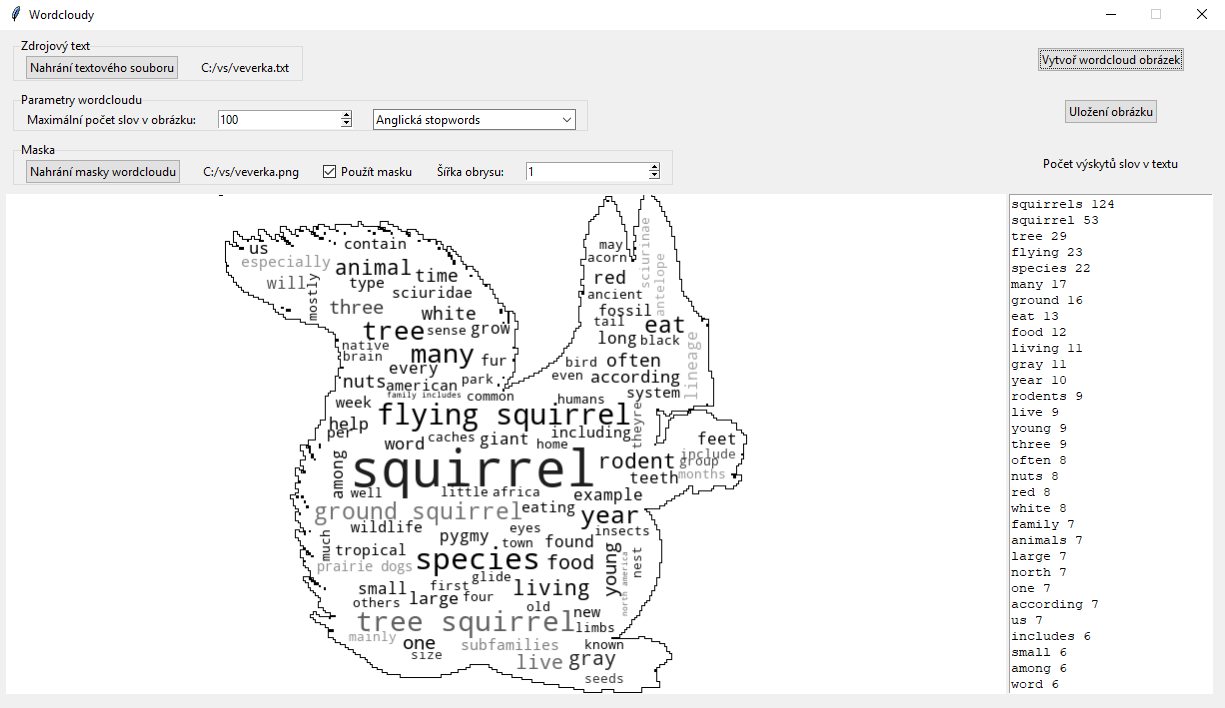 Wordcloudy
Zdrojový text
Nahrání textového souboru C:/vs/veverka.txt
Vytvoř wordcloud obrázek
Parametry wordcloudu
Maximální počet slov v obrázku: 100 Anglická stopwords
Uložení obrázku
Maska
Nahrání masky wordcloudu C:/vs/veverka.png Použít masku Šířka obrysu: 1
Počet výskytů slov v textu
us contain
especially animal time
will mostly type sciuridae
three white
tree sense grow
native many
brain every fur
nuts american park
family includes common
week flying squirrel
help
per word caches giant home including theyre
among squirrel
well little africa
ground squirrel eating
wildlife pygmy eyes
much tropical town found
prairie dogs species food
glide
small first living
others large four
old new
tree squirrel limbs
mainly one subfamilies known
size live gray
seeds
may sciurinae
acorn
red antelope
ancient
fossil
tail eat
long black
bird often lineage
even according
humans system
feet
rodent include
group
teeth months
example
year insects
young north america nest
squirrels 124
squirrel 53
tree 29
flying 23
species 22
many 17
ground 16
eat 13
food 12
living 11
gray 11
year 10
rodents 9
live 9
young 9
three 9
often 8
nuts 8
red 8
white 8
family 7
animals 7
large 7
north 7
one 7
according 7
us 7
includes 6
small 6
among 6
word 6